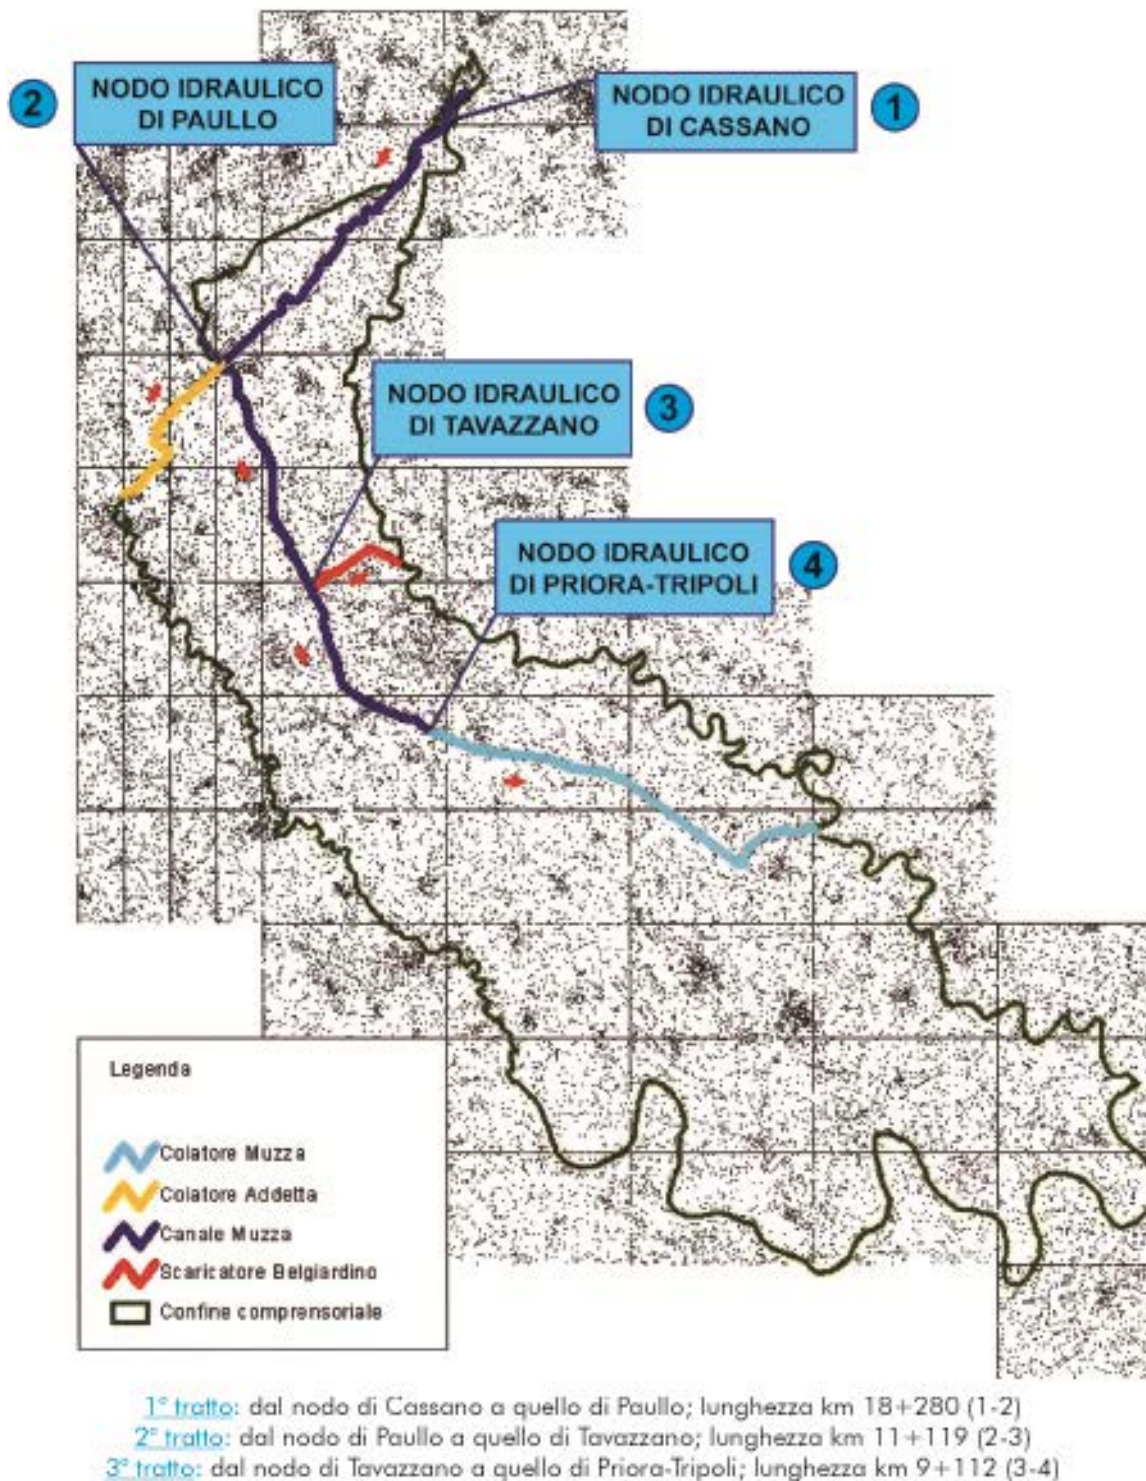 2
NODO IDRAULICO
DI PAULLO
NODO IDRAULICO
DI CASSANO
1
NODO IDRAULICO
DI TAVAZZANO
3
NODO IDRAULICO
DI PRIORA-TRIPOLI
4
Legenda
Colatore Muzza
Colatore Addetta
Canale Muzza
Scaricatore Belgiardino
Confine comprensoriale
1° tratto: dal nodo di Cassano a quello di Paullo; lunghezza km 18+280 (1-2)
2° tratto: dal nodo di Paullo a quello di Tavazzano; lunghezza km 11+119 (2-3)
3° tratto: dal nodo di Tavazzano a quello di Priora-Tripoli; lunghezza km 9+112 (3-4)